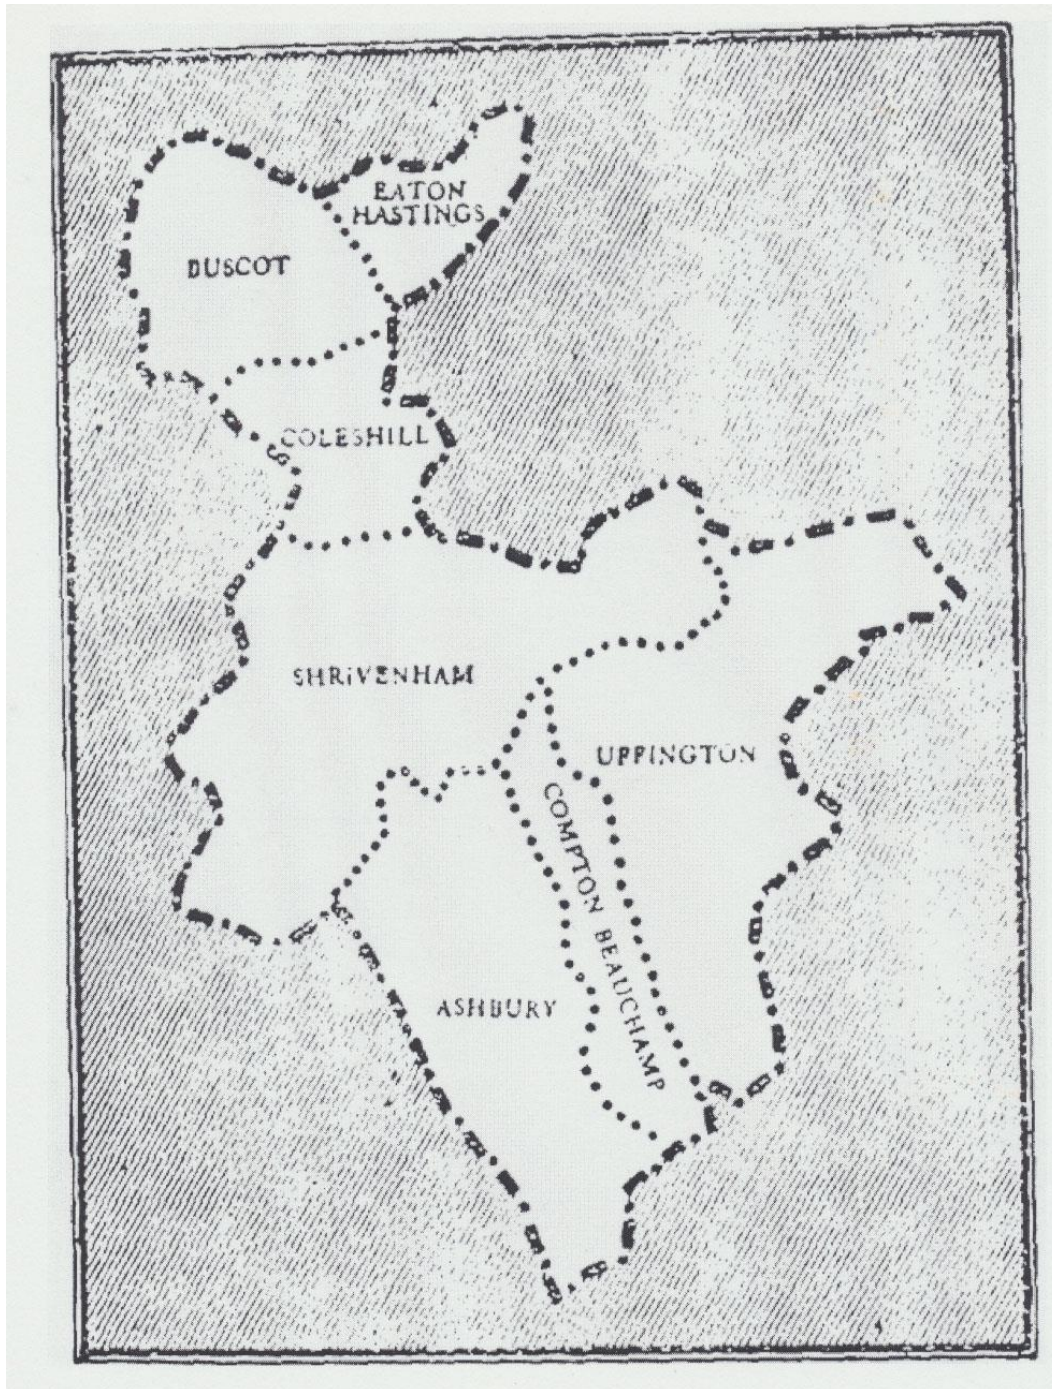 EATON
HASTINGS
BUSCOT
COLESHILL
SHRIVENHAM
UFFINGTON
COMPTON BEAUCHAMP
ASHBURY